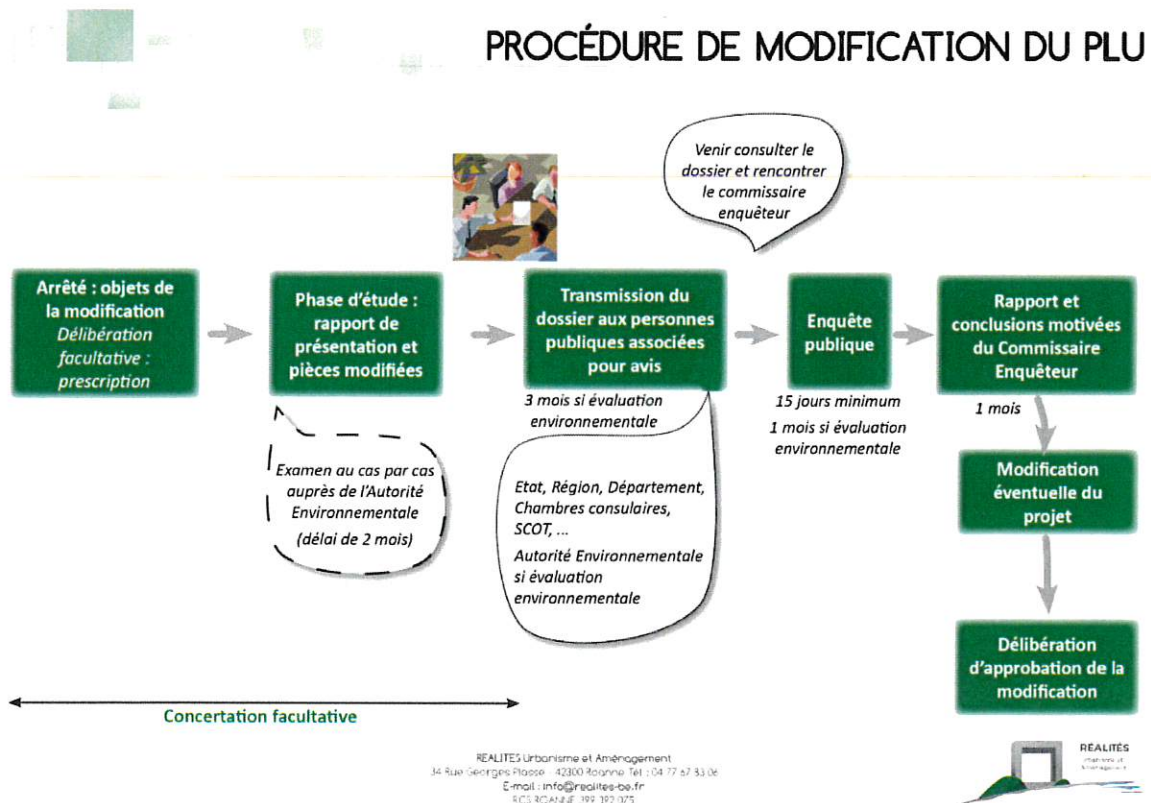 PROCÉDURE DE MODIFICATION DU PLU
Venir consulter le
dossier et rencontrer
le commissaire
enquêteur
Arrêté : objets de
la modification
Délibération
facultative :
prescription
Phase d'étude :
rapport de
présentation et
pièces modifiées
Transmission du
dossier aux personnes
publiques associées
pour avis
Enquête
publique
Rapport et
conclusions motivées
du Commissaire
Enquêteur
3 mois si évaluation
environnementale
15 jours minimum
1 mois si évaluation
environnementale
1 mois
Examen au cas par cas
auprès de l'Autorité
Environnementale
(délai de 2 mois)
Etat, Région, Département,
Chambres consulaires,
SCOT, ...
Autorité Environnementale
si évaluation
environnementale
Modification
éventuelle du
projet
Délibération
d'approbation de la
modification
Concertation facultative
REALITES Urbanisme et Aménagement
34 Rue Georges Plasse - 42300 Roanne Tél : 04 77 67 83 06
E-mail : info@realites-be.fr
RCS ROANNE 399 392 075
REALITÉS
Urbanisme et
Aménagement